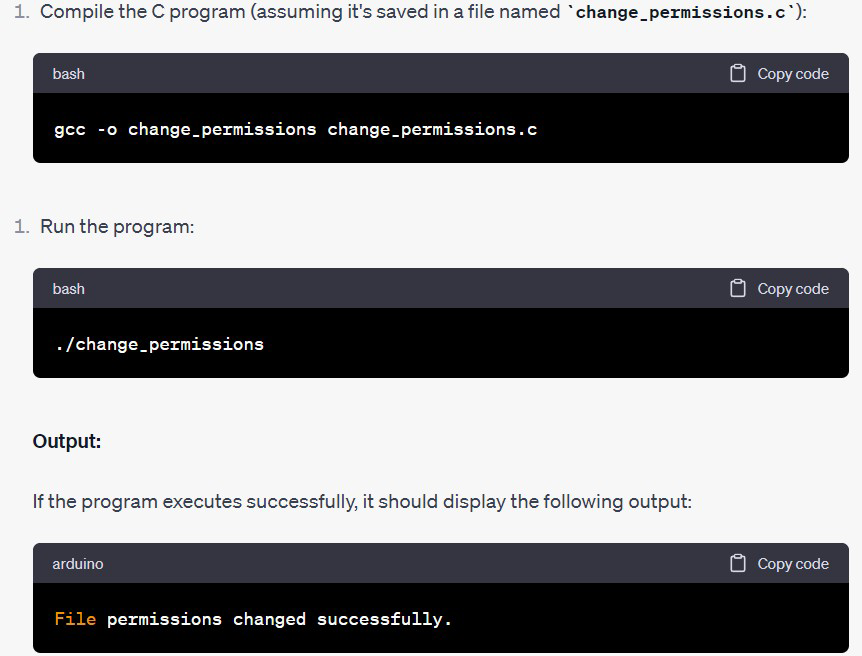 1. Compile the C program (assuming it's saved in a file named `change_permissions.c`):
bash
Copy code
gcc -o change_permissions change_permissions.c
1. Run the program:
bash
Copy code
./change_permissions
Output:
If the program executes successfully, it should display the following output:
arduino
Copy code
File permissions changed successfully.